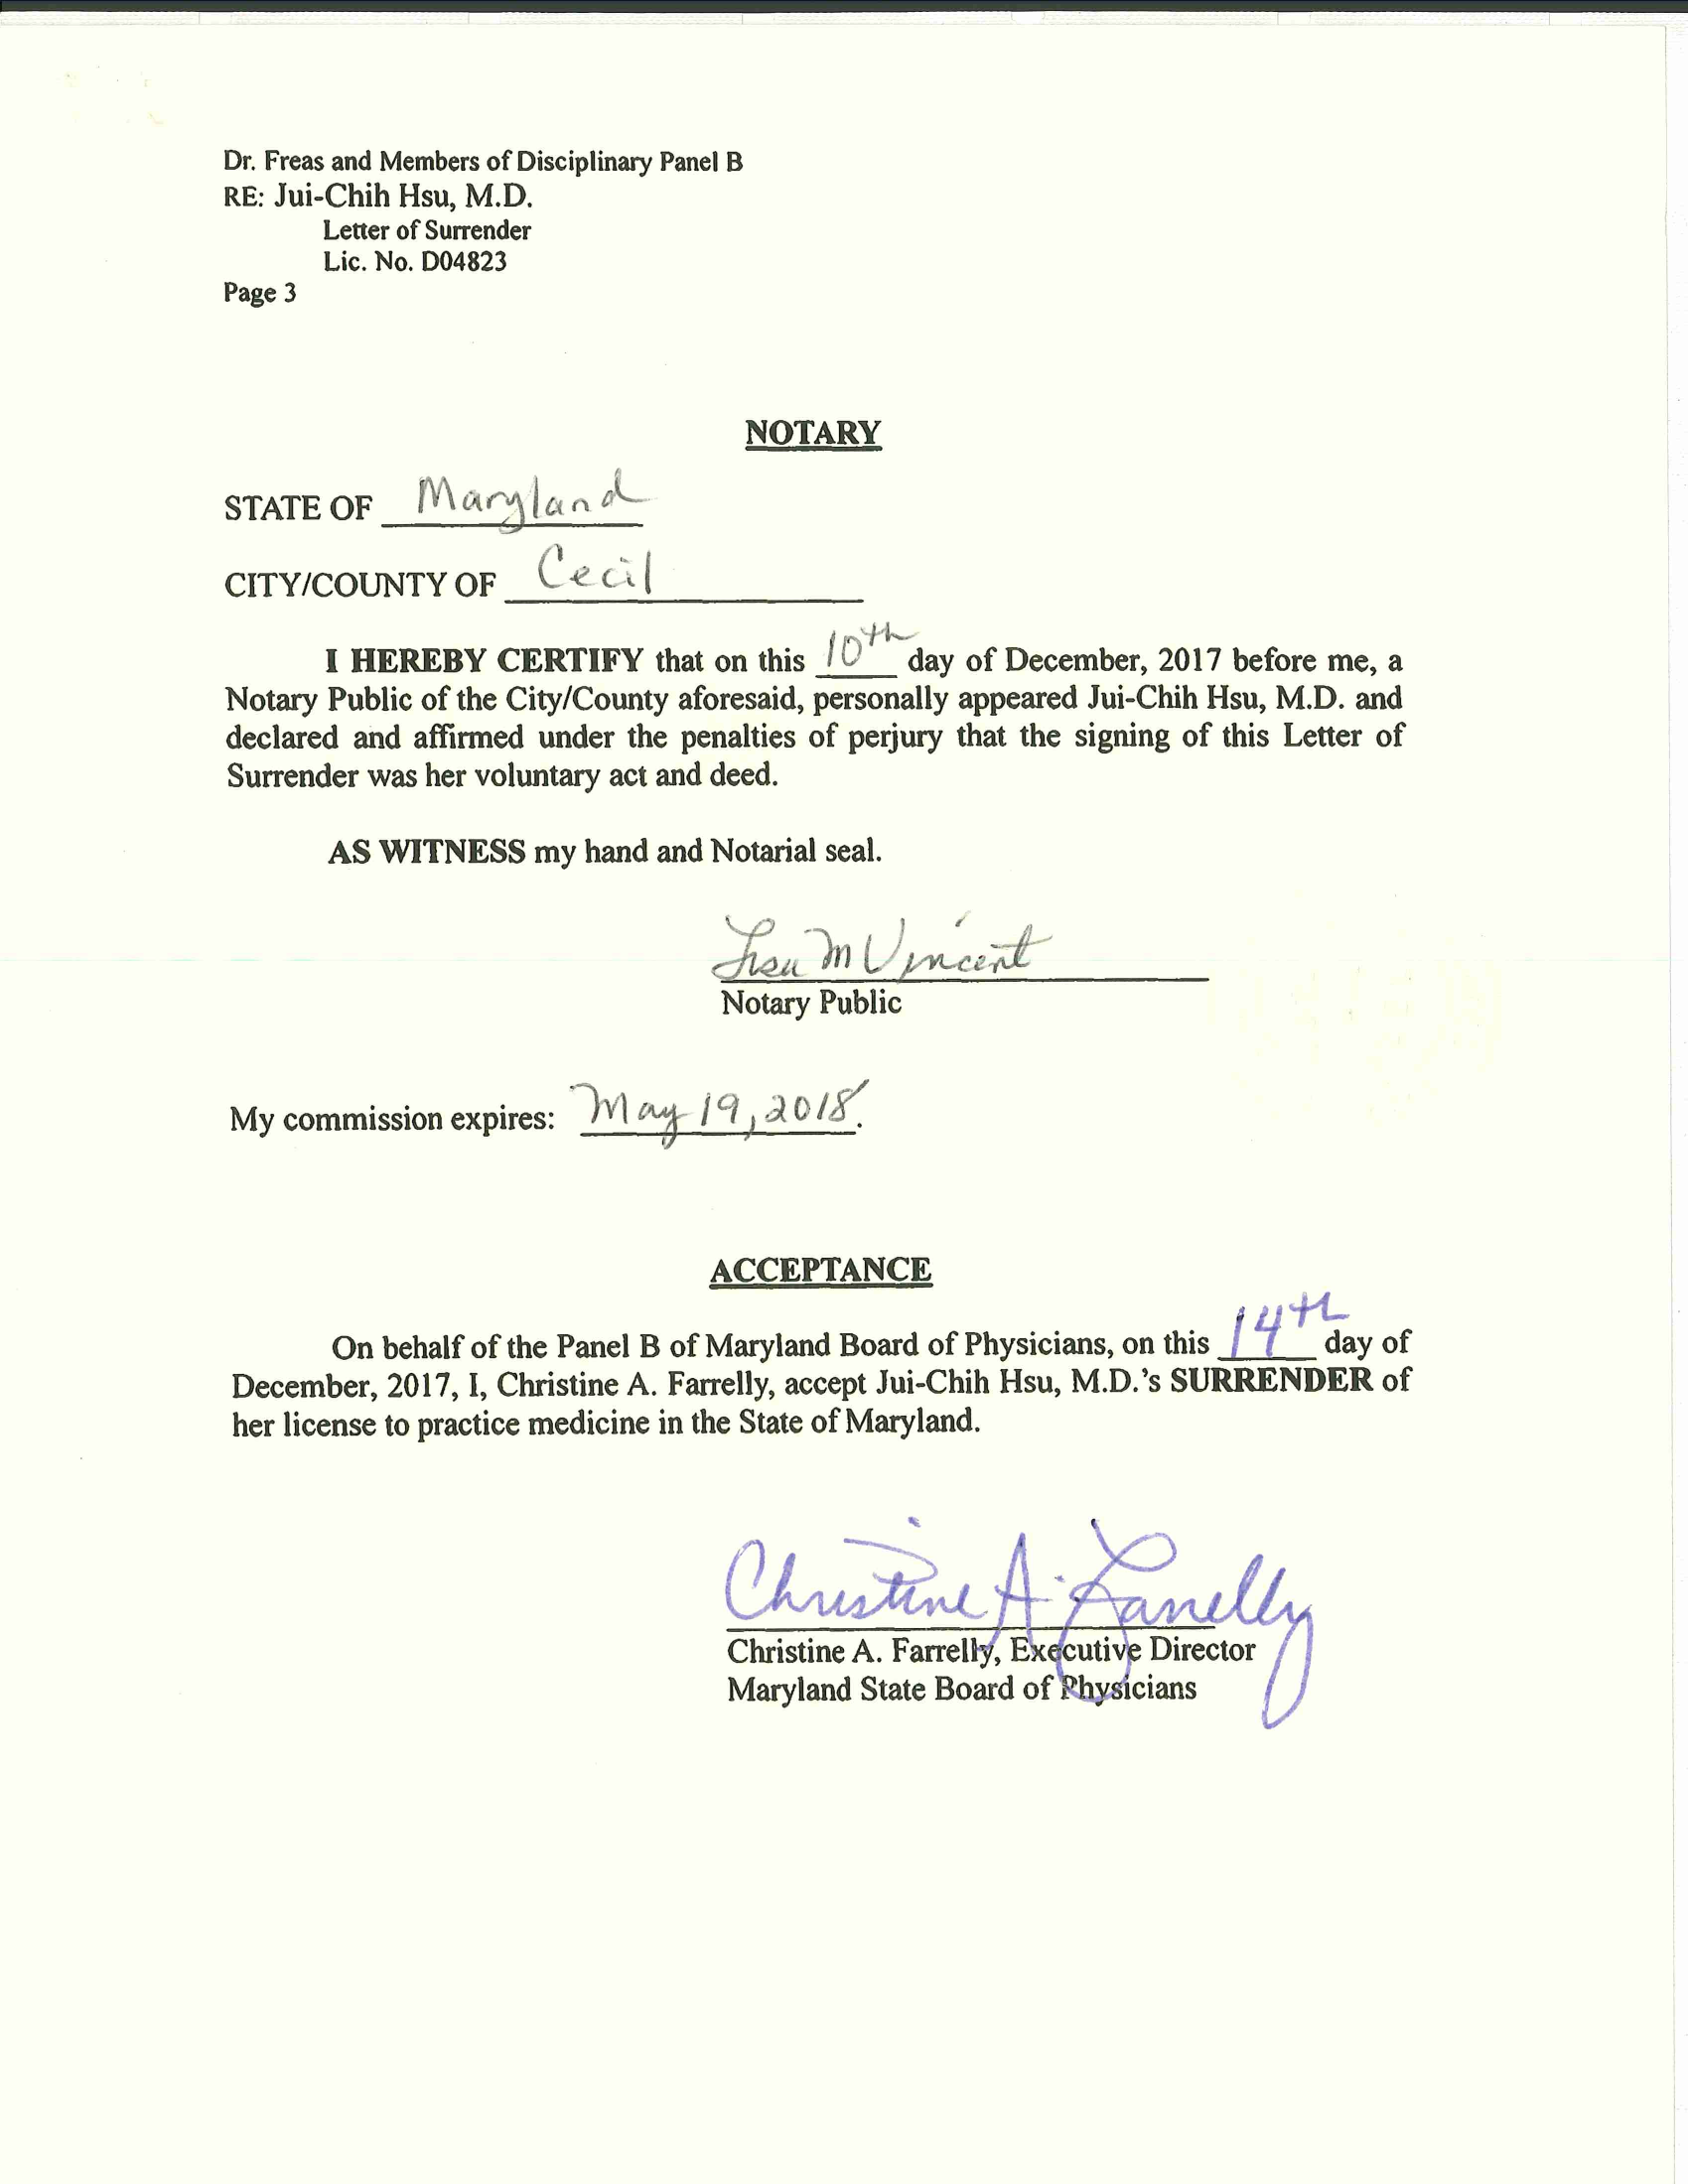 Dr. Freas and Members of Disciplinary Panel B
RE: Jui-Chih Hsu, M.D.
Letter of Surrender
Lic. No. D04823
Page 3
NOTARY
STATE OF Maryland
CITY/COUNTY OF Cecil
I HEREBY CERTIFY that on this 10th day of December, 2017 before me, a
Notary Public of the City/County aforesaid, personally appeared Jui-Chih Hsu, M.D. and
declared and affirmed under the penalties of perjury that the signing of this Letter of
Surrender was her voluntary act and deed.
AS WITNESS my hand and Notarial seal.
Lisa M Vincent
Notary Public
My commission expires: May 19, 2018.
ACCEPTANCE
On behalf of the Panel B of Maryland Board of Physicians, on this 14th day of
December, 2017, I, Christine A. Farrelly, accept Jui-Chih Hsu, M.D.'s SURRENDER of
her license to practice medicine in the State of Maryland.
Christine A. Farrelly
Christine A. Farrelly, Executive Director
Maryland State Board of Physicians